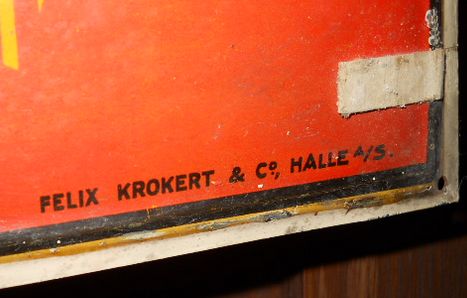 FELIX KROKERT & Cº, HALLE A/S.